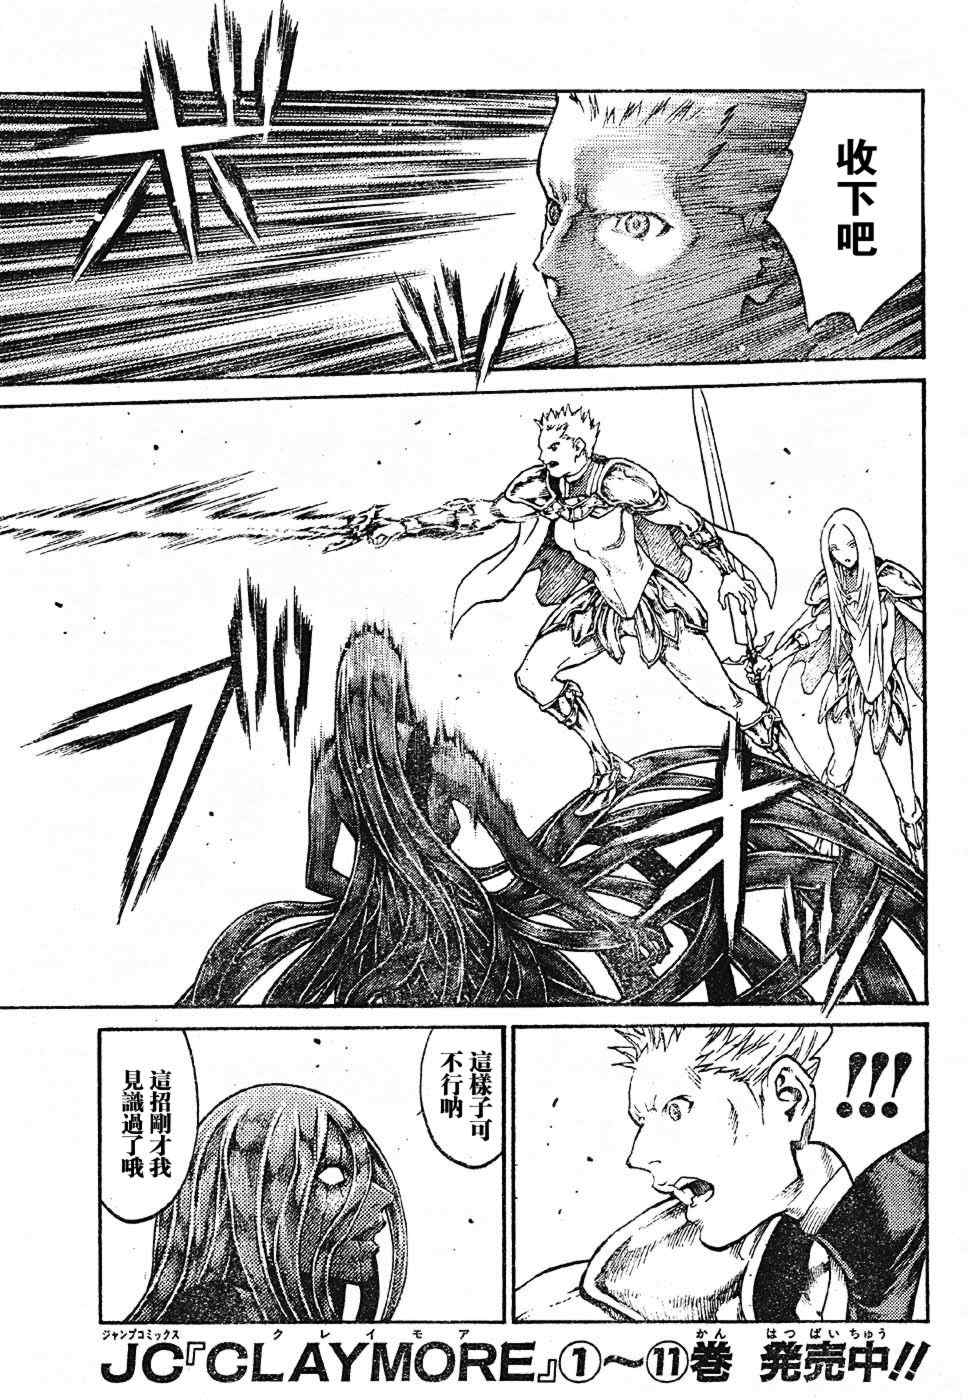 收下吧
!!!
這樣子可
不行吶
這招剛才我
見識過了哦
ジャンプコミックス クレイモア かん はつばいちゅう
JC『CLAYMORE』①～⑪巻 発売中!!